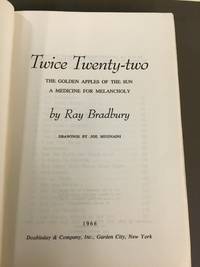 Twice Twenty-two
THE GOLDEN APPLES OF THE SUN
A MEDICINE FOR MELANCHOLY
by Ray Bradbury
DRAWINGS BY JOE MUGNAINI
1966
Doubleday & Company, Inc., Garden City, New York